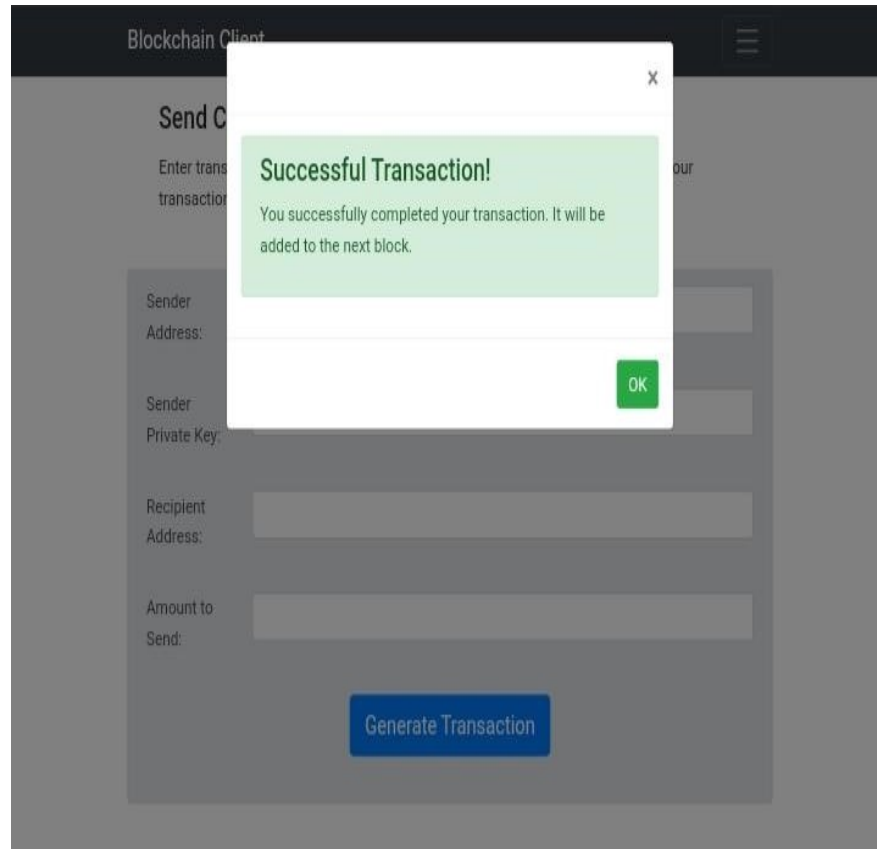 Blockchain Client
x
Send C
Enter trans our
transaction
Successful Transaction!
You successfully completed your transaction. It will be
added to the next block.
OK
Sender
Address:
Sender
Private Key:
Recipient
Address:
Amount to
Send:
Generate Transaction